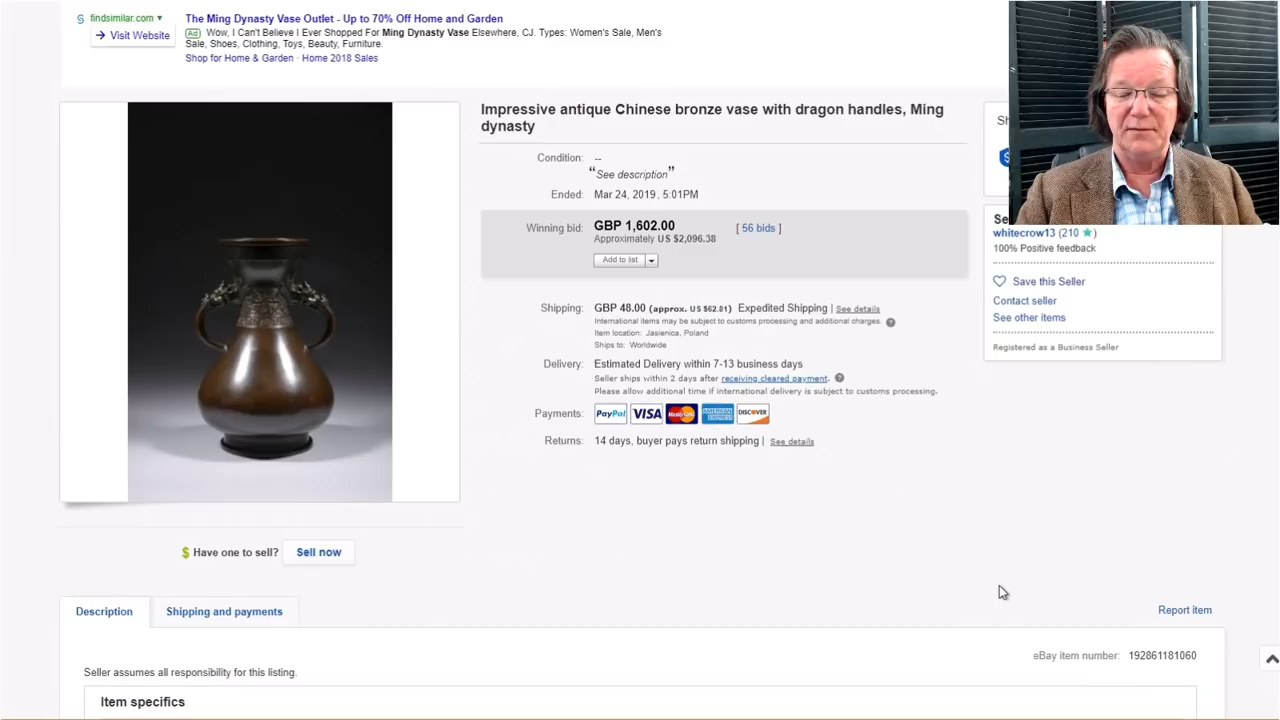 findsimilar.com
Visit Website
The Ming Dynasty Vase Outlet - Up to 70% Off Home and Garden
Ad Wow, I Can't Believe I Ever Shopped For Ming Dynasty Vase Elsewhere, CJ. Types: Women's Sale, Men's
Sale, Shoes, Clothing, Toys, Beauty, Furniture.
Shop for Home & Garden · Home 2018 Sales
Impressive antique Chinese bronze vase with dragon handles, Ming
dynasty
Condition: --
“See description”
Ended: Mar 24, 2019 , 5:01PM
Winning bid: GBP 1,602.00 [ 56 bids ]
Approximately US $2,096.38
Add to list
Shipping: GBP 48.00 (approx. US $62.81) Expedited Shipping | See details
International items may be subject to customs processing and additional charges.
Item location: Jasienica, Poland
Ships to: Worldwide
Delivery: Estimated Delivery within 7-13 business days
Seller ships within 2 days after receiving cleared payment.
Please allow additional time if international delivery is subject to customs processing.
Payments: PayPal VISA MasterCard AMERICAN EXPRESS DISCOVER
Returns: 14 days, buyer pays return shipping | See details
Sh
Se
whitecrow13 (210)
100% Positive feedback
Save this Seller
Contact seller
See other items
Registered as a Business Seller
$ Have one to sell? Sell now
Description
Shipping and payments
Report item
eBay item number: 192861181060
Seller assumes all responsibility for this listing.
Item specifics